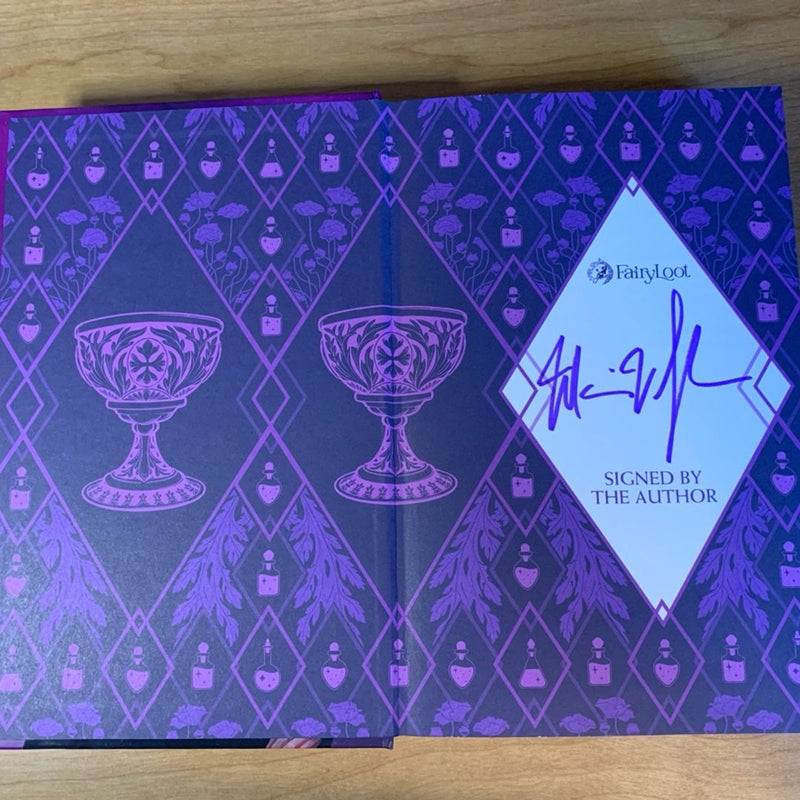 FairyLoot
SIGNED BY
THE AUTHOR